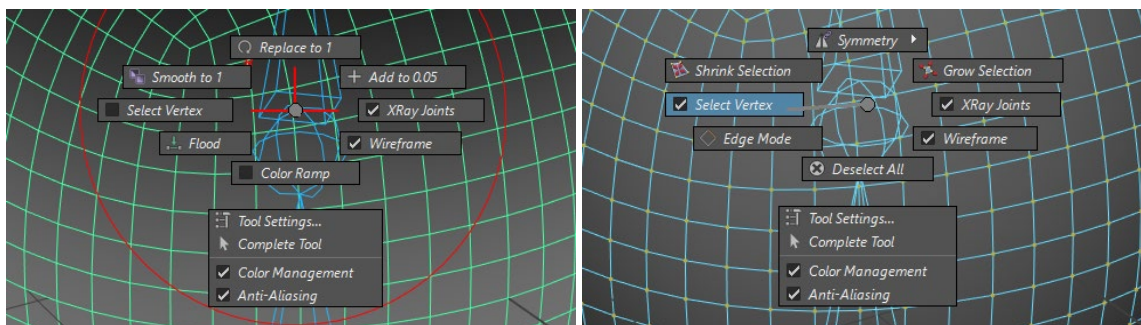 Replace to 1
Smooth to 1
Add to 0.05
Select Vertex
XRay Joints
Flood
Wireframe
Color Ramp
Tool Settings...
Complete Tool
Color Management
Anti-Aliasing
Symmetry
Shrink Selection
Grow Selection
Select Vertex
XRay Joints
Edge Mode
Wireframe
Deselect All
Tool Settings...
Complete Tool
Color Management
Anti-Aliasing